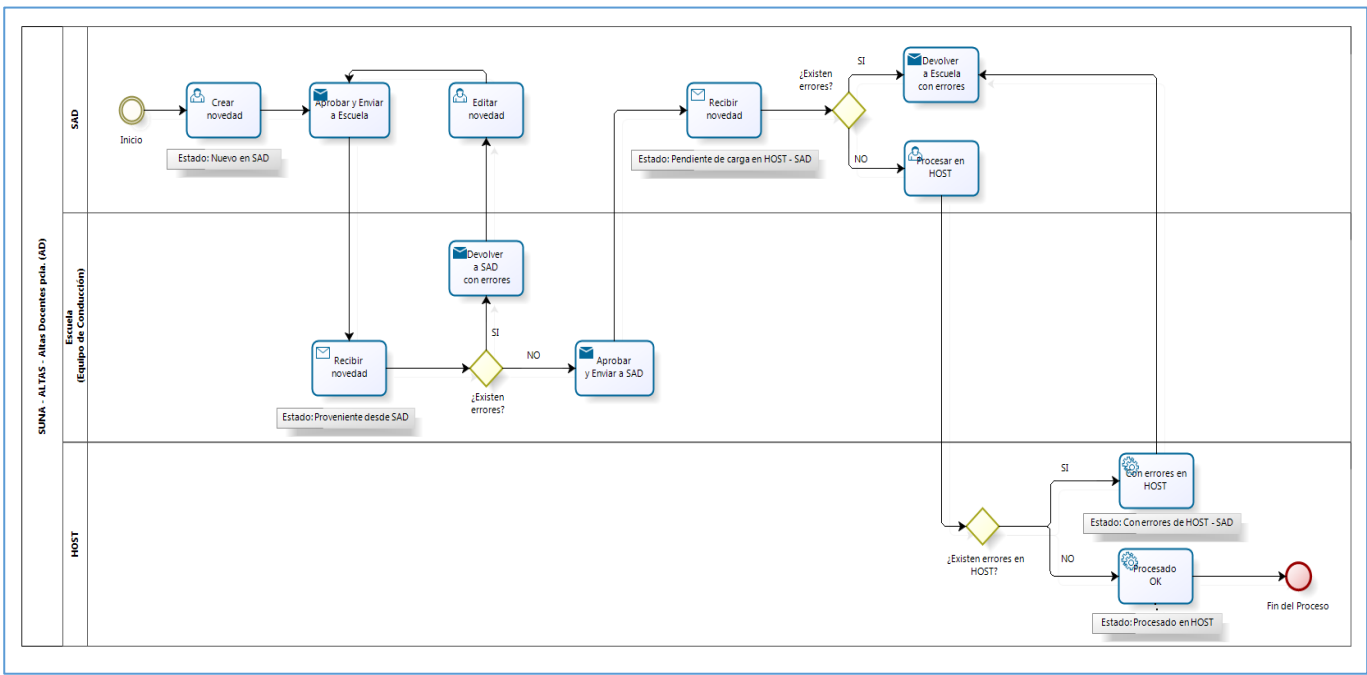 SUNA - ALTAS - Altas Docentes pcia. (AD)
SAD
Inicio
Crear
novedad
Estado: Nuevo en SAD
Aprobar y Enviar
a Escuela
Editar
novedad
Recibir
novedad
Estado: Pendiente de carga en HOST - SAD
¿Existen
errores?
SI
NO
Devolver
a Escuela
con errores
Procesar en
HOST
Escuela
(Equipo de Conducción)
Devolver
a SAD
con errores
Recibir
novedad
Estado: Proveniente desde SAD
SI
NO
¿Existen
errores?
Aprobar
y Enviar a SAD
HOST
¿Existen errores en
HOST?
SI
NO
Con errores en
HOST
Estado: Con errores de HOST - SAD
Procesado
OK
Estado: Procesado en HOST
Fin del Proceso